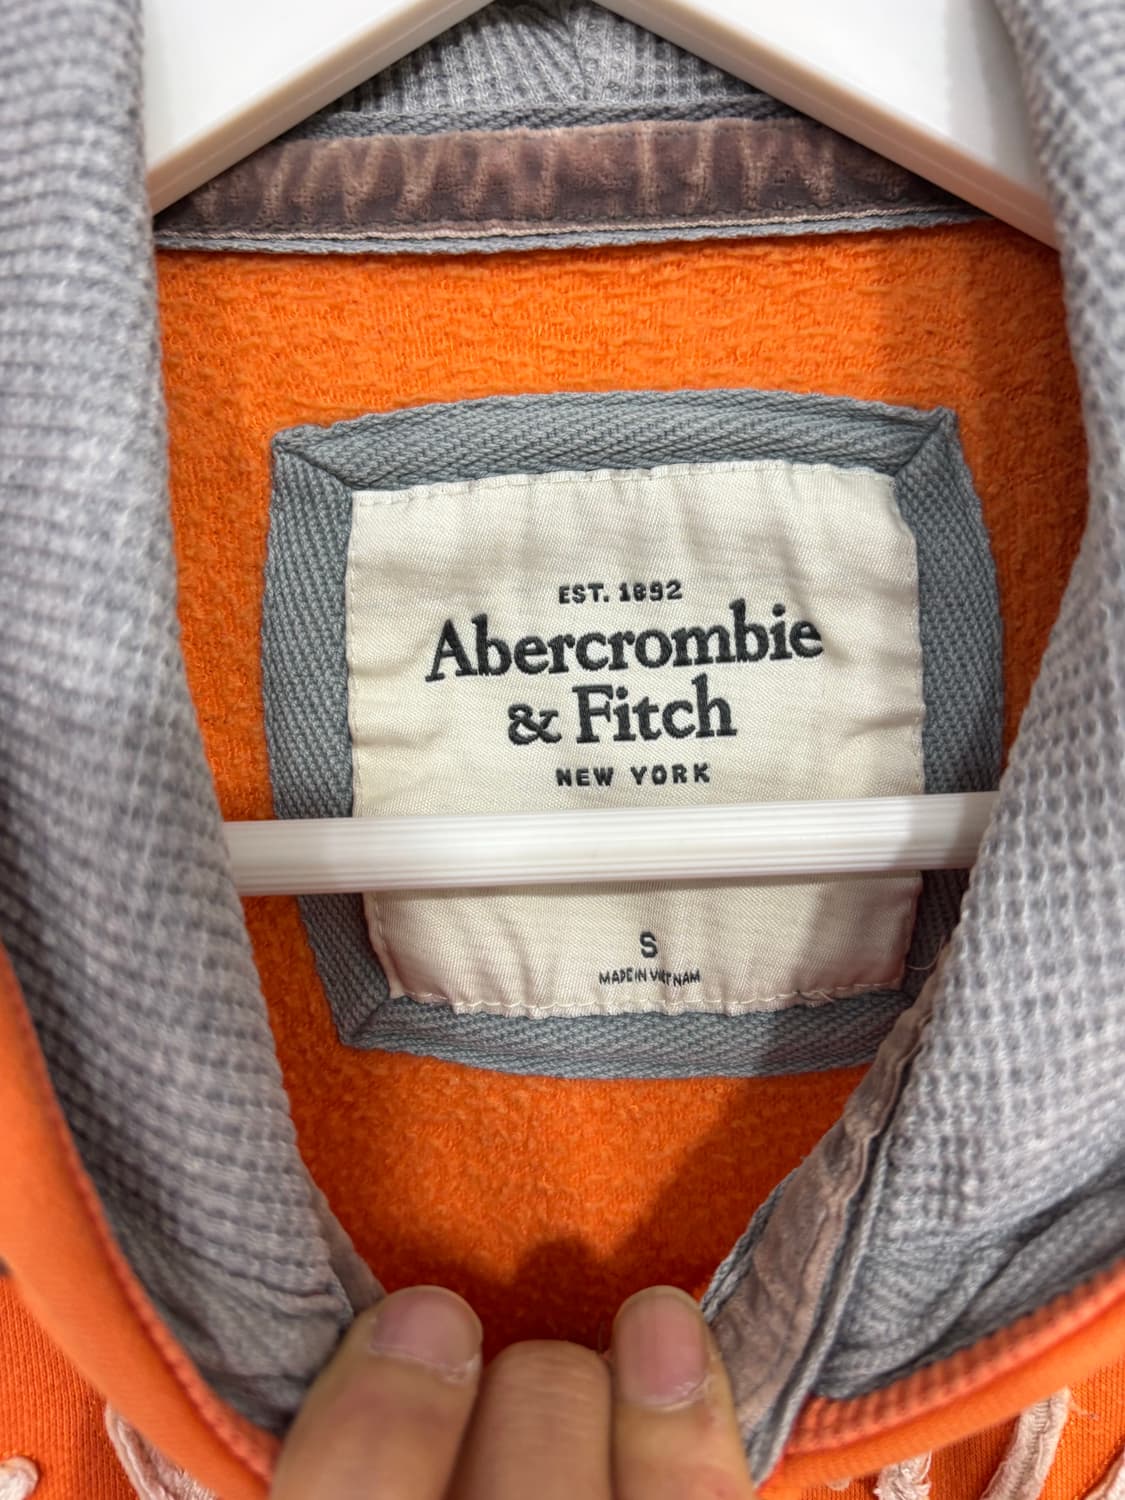 EST. 1892
Abercrombie
& Fitch
NEW YORK
S
MADE IN VIETNAM